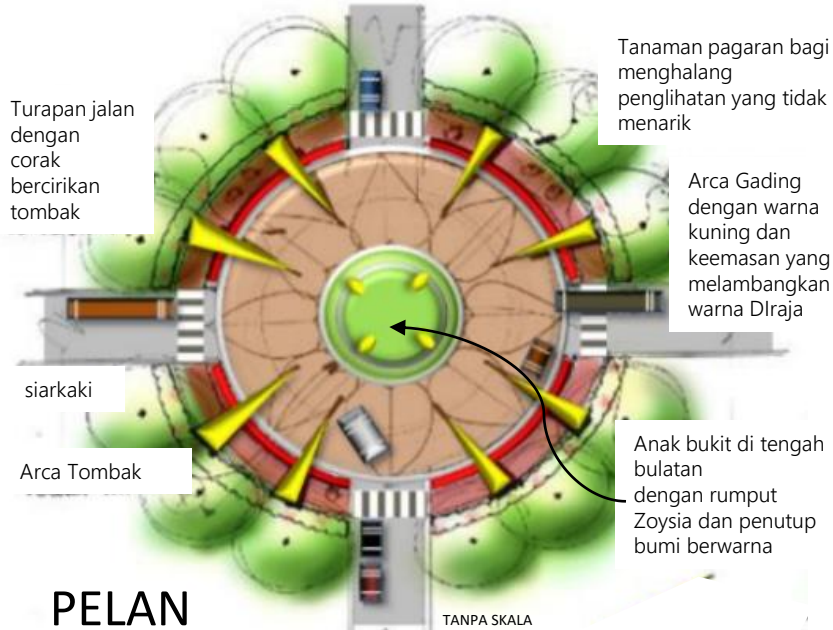 Turapan jalan
dengan
corak
bercirikan
tombak
Tanaman pagaran bagi
menghalang
penglihatan yang tidak
menarik
Arca Gading
dengan warna
kuning dan
keemasan yang
melambangkan
warna DIraja
siarkaki
Arca Tombak
Anak bukit di tengah
bulatan
dengan rumput
Zoysia dan penutup
bumi berwarna
PELAN
TANPA SKALA